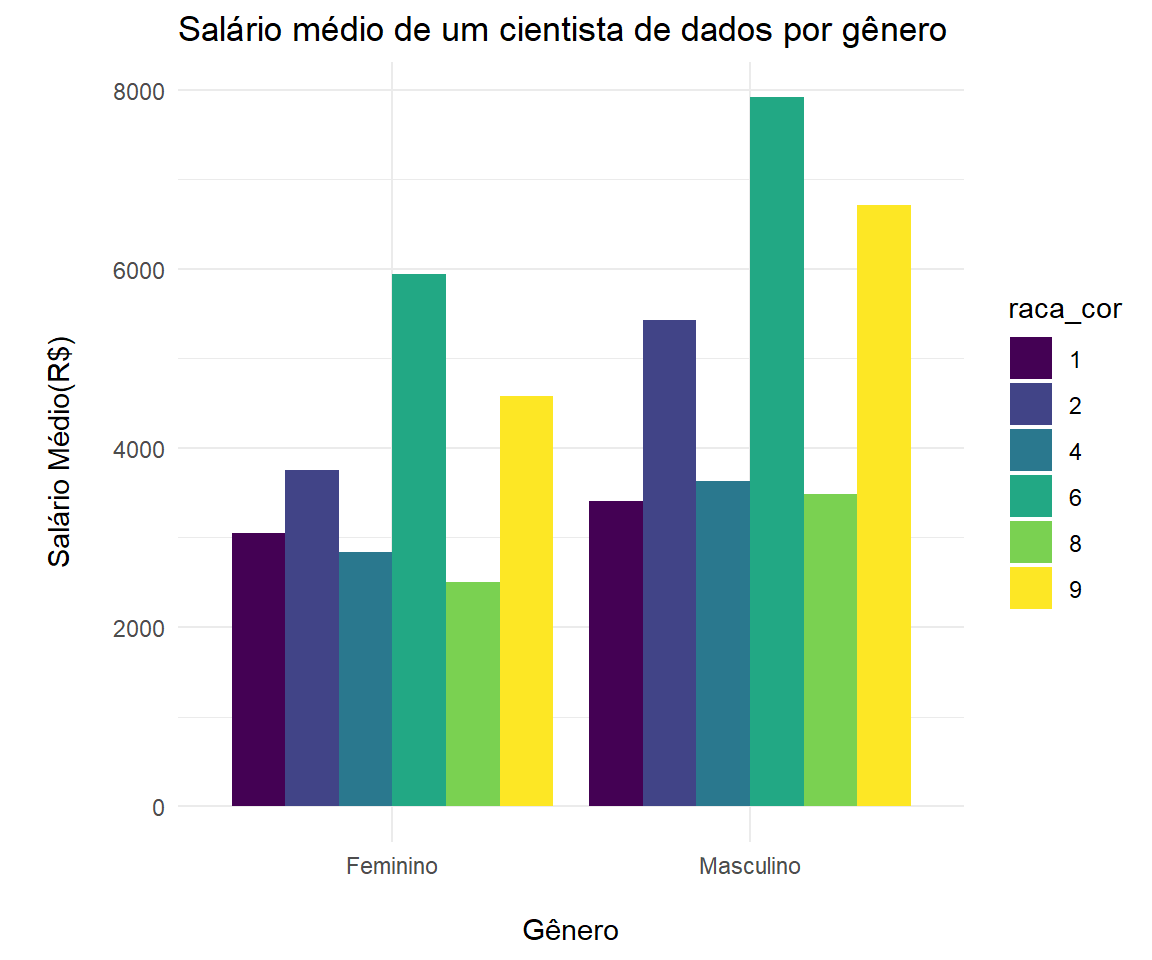 Salário médio de um cientista de dados por gênero
8000
6000
4000
2000
0
Salário Médio(R$)
Feminino
Masculino
Gênero
raca_cor
1
2
4
6
8
9